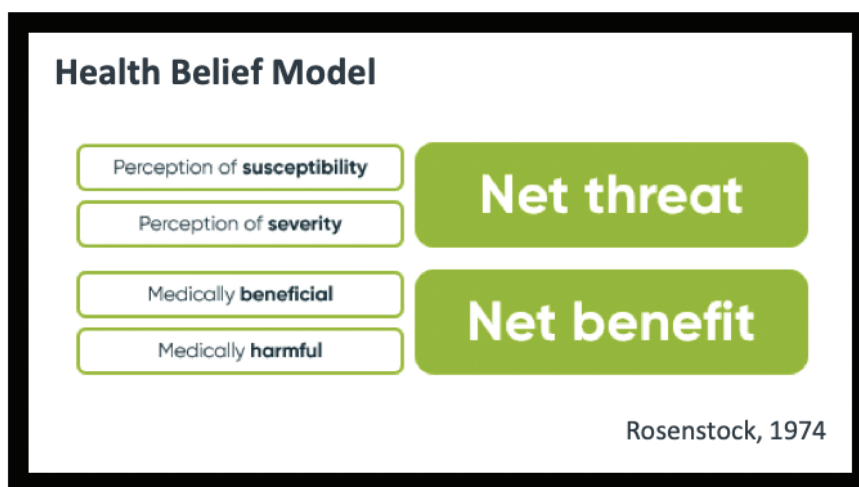 Health Belief Model
Perception of susceptibility
Perception of severity
Net threat
Medically beneficial
Medically harmful
Net benefit
Rosenstock, 1974